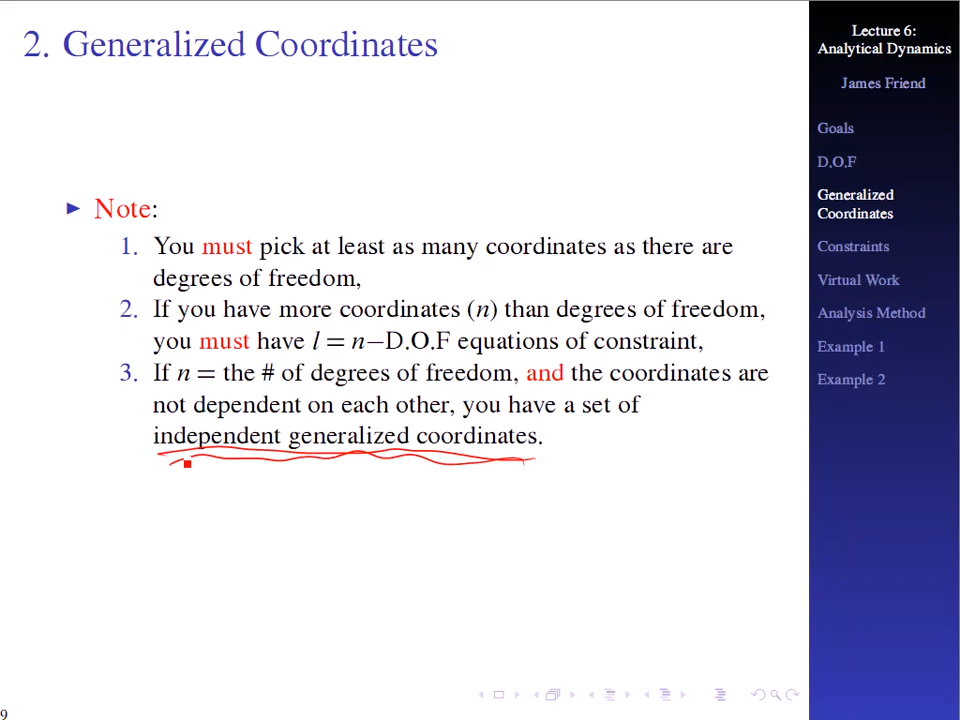 2. Generalized Coordinates
Note:
1. You must pick at least as many coordinates as there are
degrees of freedom,
2. If you have more coordinates (n) than degrees of freedom,
you must have l = n−D.O.F equations of constraint,
3. If n = the # of degrees of freedom, and the coordinates are
not dependent on each other, you have a set of
independent generalized coordinates.
9
Lecture 6:
Analytical Dynamics
James Friend
Goals
D.O.F
Generalized
Coordinates
Constraints
Virtual Work
Analysis Method
Example 1
Example 2